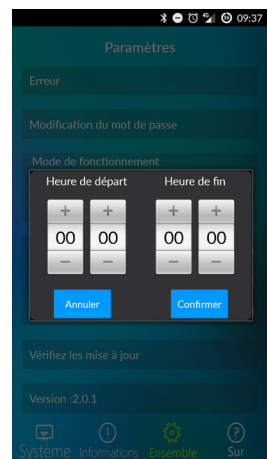 09:37
Paramètres
Erreur
Modification du mot de passe
Mode de fonctionnement
Heure de départ Heure de fin
+ + + +
00 00 00 00
− − − −
Annuler Confirmer
Vérifiez les mise à jour
Version :2.0.1
Système Informations Ensemble Sur